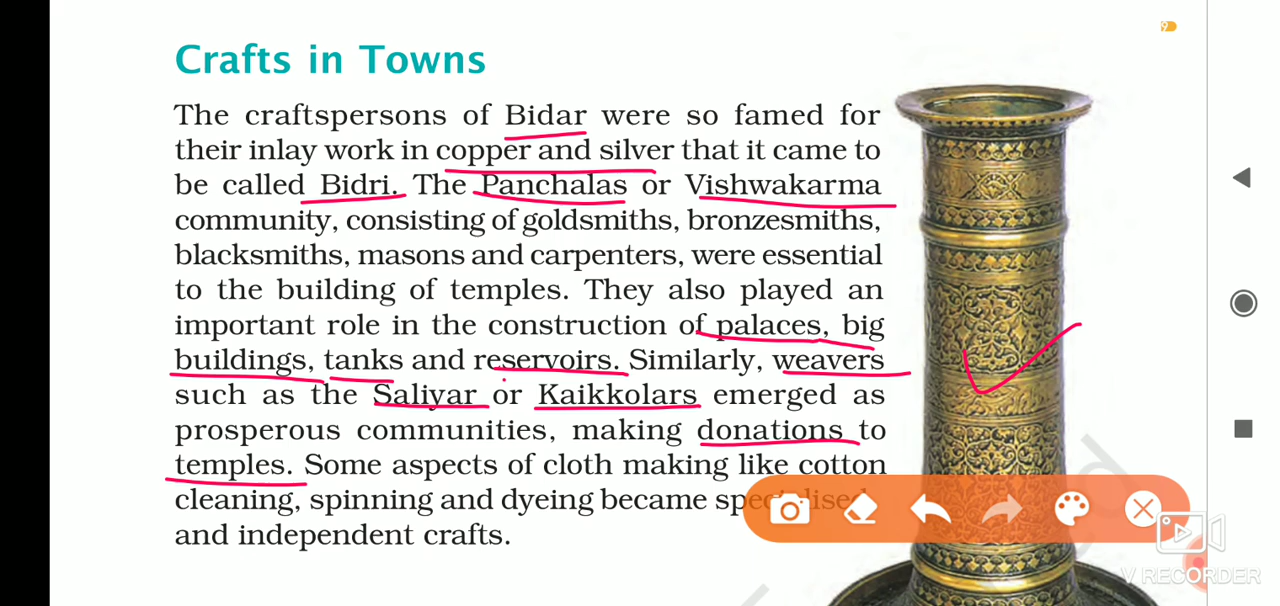 Crafts in Towns
The craftspersons of Bidar were so famed for
their inlay work in copper and silver that it came to
be called Bidri. The Panchalas or Vishwakarma
community, consisting of goldsmiths, bronzesmiths,
blacksmiths, masons and carpenters, were essential
to the building of temples. They also played an
important role in the construction of palaces, big
buildings, tanks and reservoirs. Similarly, weavers
such as the Saliyar or Kaikkolars emerged as
prosperous communities, making donations to
temples. Some aspects of cloth making like cotton
cleaning, spinning and dyeing became specialised
and independent crafts.
V RECORDER